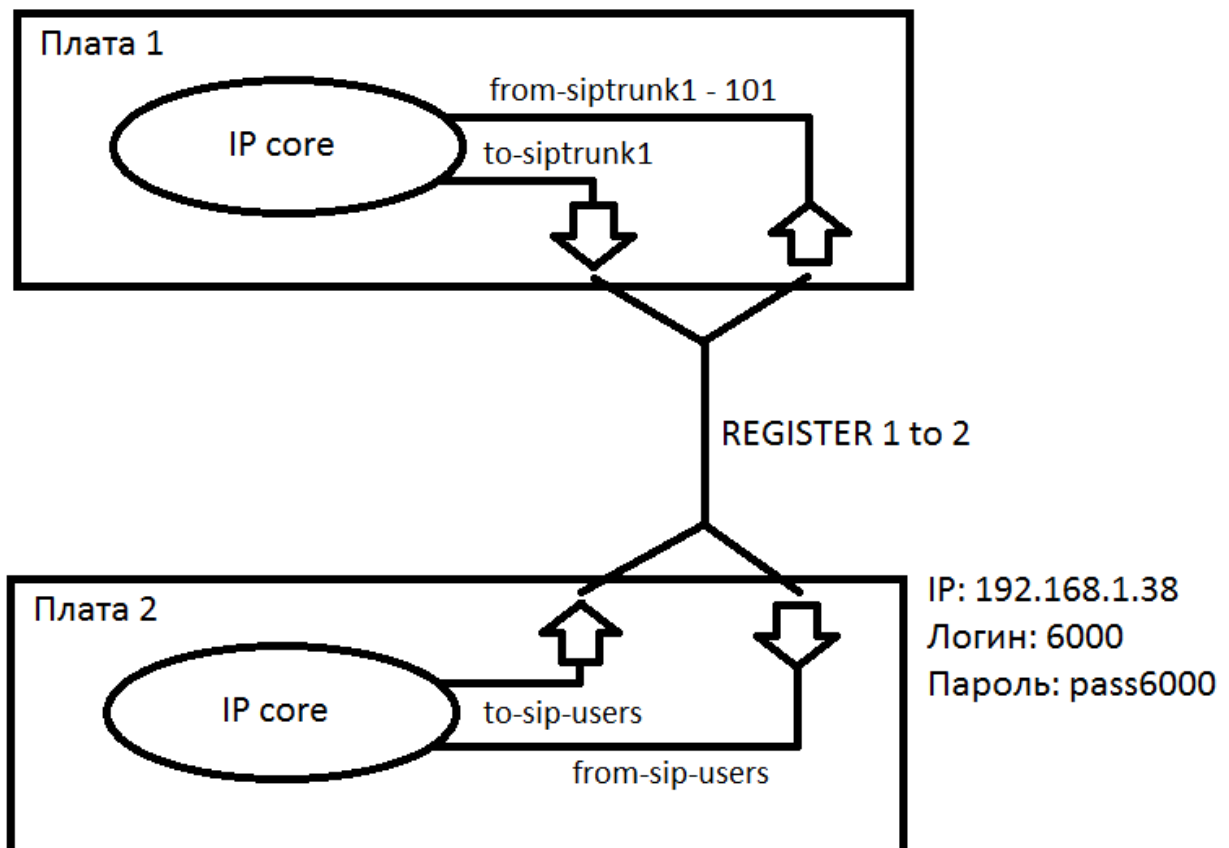 Плата 1
from-siptrunk1 - 101
IP core
to-siptrunk1
REGISTER 1 to 2
Плата 2
IP: 192.168.1.38
Логин: 6000
Пароль: pass6000
IP core
to-sip-users
from-sip-users